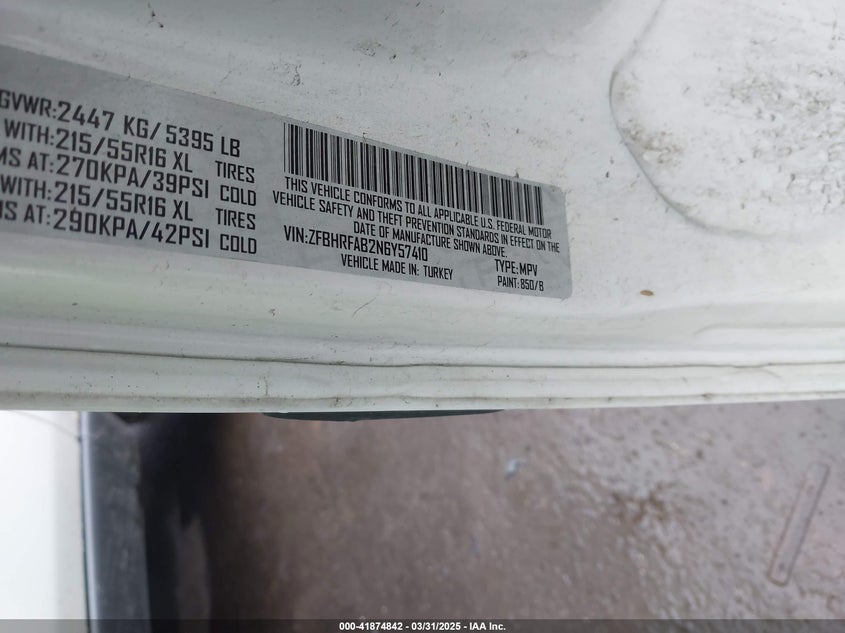 GVWR:2447 KG/ 5395 LB
WITH:215/55R16 XL TIRES
MS AT:270KPA/39PSI COLD
WITH:215/55R16 XL TIRES
US AT:290KPA/42PSI COLD
THIS VEHICLE CONFORMS TO ALL APPLICABLE U.S. FEDERAL MOTOR
VEHICLE SAFETY AND THEFT PREVENTION STANDARDS IN EFFECT ON THE
DATE OF MANUFACTURE SHOWN ABOVE.
VIN:ZFBHRFAB2N6Y57410 TYPE:MPV
VEHICLE MADE IN: TURKEY PAINT:850/B
000-41874842 / 03/31/2025 - IAA Inc.